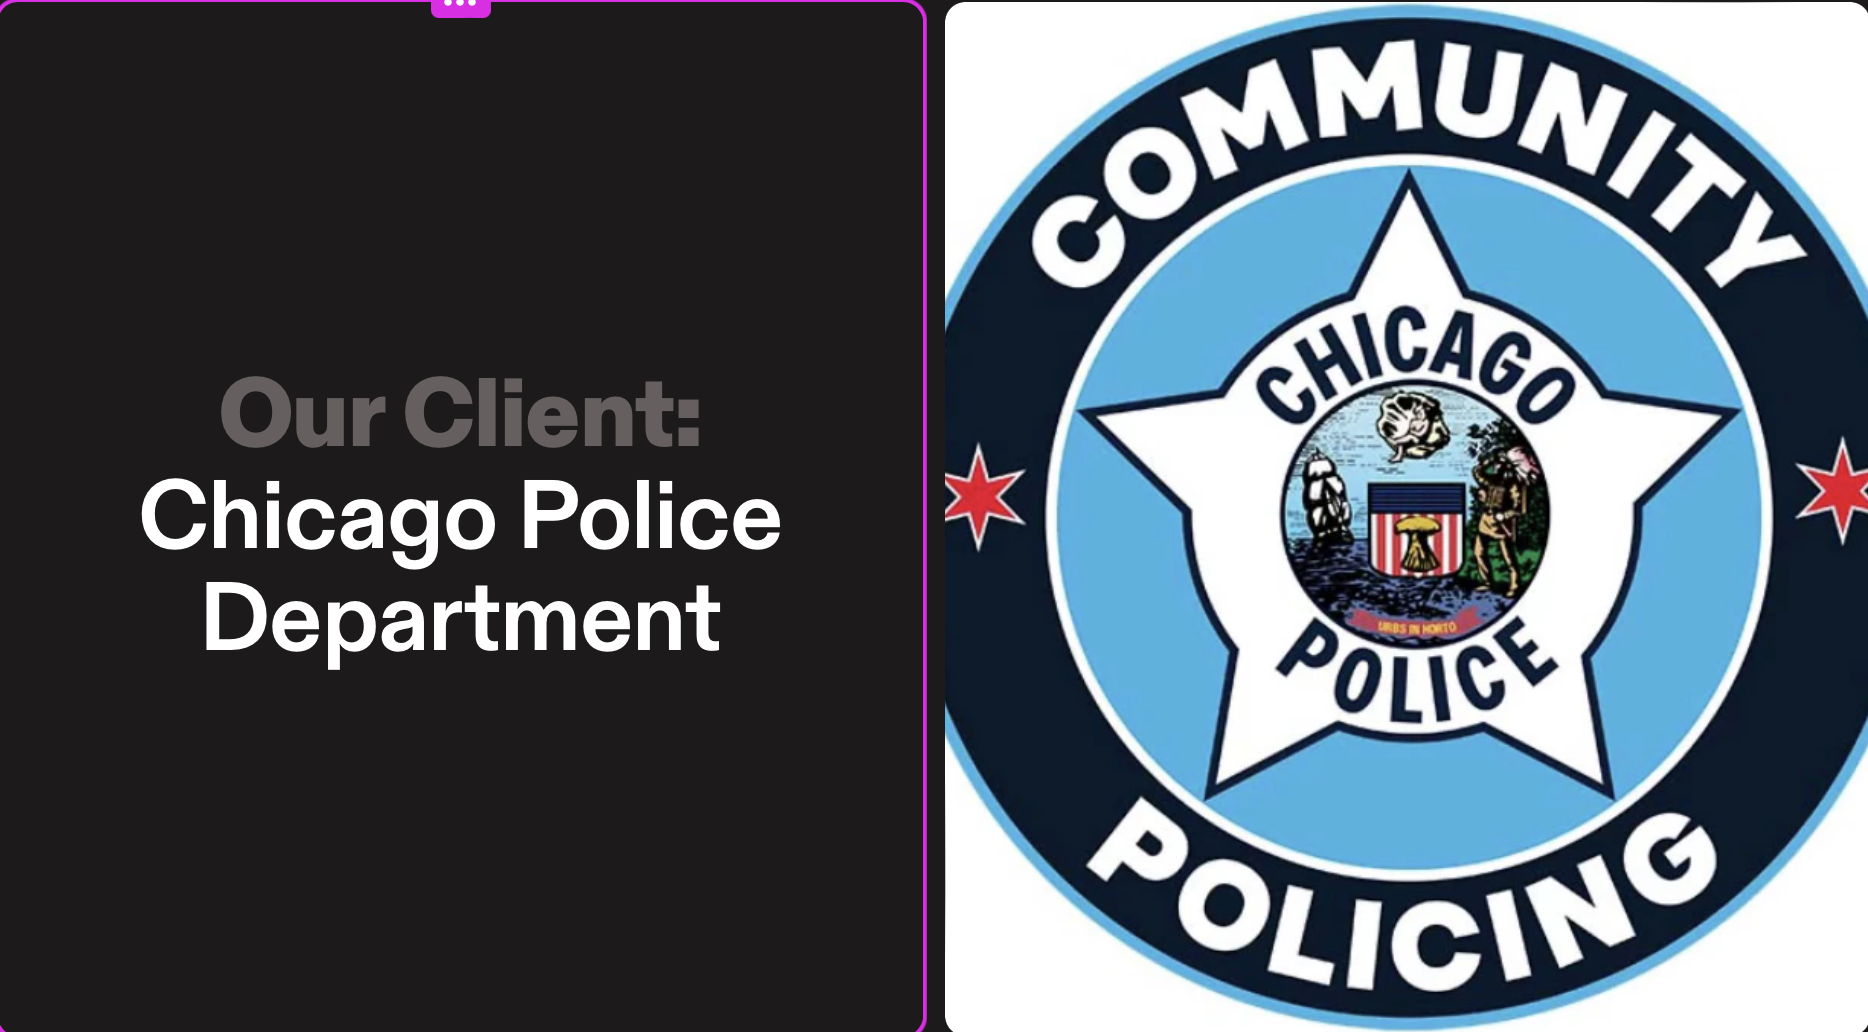 Our Client:
Chicago Police
Department
COMMUNITY
CHICAGO
URBS IN HORTO
POLICE
POLICING